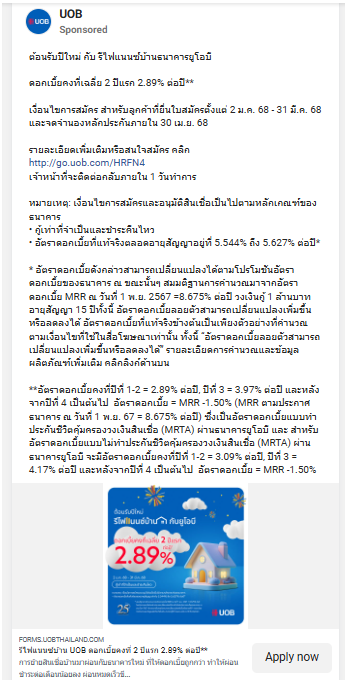 UOB
UOB
Sponsored
ต้อนรับปีใหม่ กับ รีไฟแนนซ์บ้านธนาคารยูโอบี
ดอกเบี้ยคงที่เฉลี่ย 2 ปีแรก 2.89% ต่อปี**
เงื่อนไขการสมัคร สำหรับลูกค้าที่ยื่นใบสมัครตั้งแต่ 2 ม.ค. 68 - 31 มี.ค. 68
และจดจำนองหลักประกันภายใน 30 เม.ย. 68
รายละเอียดเพิ่มเติมหรือสนใจสมัคร คลิก
http://go.uob.com/HRFN4
เจ้าหน้าที่จะติดต่อกลับภายใน 1 วันทำการ
หมายเหตุ: เงื่อนไขการสมัครและอนุมัติสินเชื่อเป็นไปตามหลักเกณฑ์ของ
ธนาคาร
• กู้เท่าที่จำเป็นและชำระคืนไหว
• อัตราดอกเบี้ยที่แท้จริงตลอดอายุสัญญาอยู่ที่ 5.544% ถึง 5.627% ต่อปี*
* อัตราดอกเบี้ยดังกล่าวสามารถเปลี่ยนแปลงได้ตามโปรโมชันอัตรา
ดอกเบี้ยของธนาคาร ณ ขณะนั้นๆ สมมติฐานการคำนวณมาจากอัตรา
ดอกเบี้ย MRR ณ วันที่ 1 พ.ย. 2567 =8.675% ต่อปี วงเงินกู้ 1 ล้านบาท
อายุสัญญา 15 ปีทั้งนี้ อัตราดอกเบี้ยลอยตัวสามารถเปลี่ยนแปลงเพิ่มขึ้น
หรือลดลงได้ อัตราดอกเบี้ยที่แท้จริงข้างต้นเป็นเพียงตัวอย่างที่คำนวณ
ตามเงื่อนไขที่ใช้ในสื่อโฆษณาเท่านั้น ทั้งนี้ "อัตราดอกเบี้ยลอยตัวสามารถ
เปลี่ยนแปลงเพิ่มขึ้นหรือลดลงได้" รายละเอียดการคำนวณและข้อมูล
ผลิตภัณฑ์เพิ่มเติม คลิกลิงค์ด้านบน
**อัตราดอกเบี้ยคงที่ปีที่ 1-2 = 2.89% ต่อปี, ปีที่ 3 = 3.97% ต่อปี และหลัง
จากปีที่ 4 เป็นต้นไป อัตราดอกเบี้ย = MRR -1.50% (MRR ตามประกาศ
ธนาคาร ณ วันที่ 1 พ.ย. 67 = 8.675% ต่อปี) ซึ่งเป็นอัตราดอกเบี้ยแบบทำ
ประกันชีวิตคุ้มครองวงเงินสินเชื่อ (MRTA) ผ่านธนาคารยูโอบี และ สำหรับ
อัตราดอกเบี้ยแบบไม่ทำประกันชีวิตคุ้มครองวงเงินสินเชื่อ (MRTA) ผ่าน
ธนาคารยูโอบี จะมีอัตราดอกเบี้ยคงที่ปีที่ 1-2 = 3.09% ต่อปี, ปีที่ 3 =
4.17% ต่อปี และหลังจากปีที่ 4 เป็นต้นไป อัตราดอกเบี้ย = MRR -1.50%
ต้อนรับปีใหม่
รีไฟแนนซ์บ้าน กับยูโอบี
ดอกเบี้ยคงที่เฉลี่ย 2 ปีแรก
2.89%
ต่อปี
25
UOB
FORMS.UOBTHAILAND.COM
รีไฟแนนซ์บ้าน UOB ดอกเบี้ยคงที่ 2 ปีแรก 2.89% ต่อปี**
การย้ายสินเชื่อบ้านมาผ่อนกับธนาคารใหม่ ที่ให้ดอกเบี้ยถูกกว่า ทำให้ผ่อน
ชำระต่อเดือนน้อยลง ผ่อนหมดเร็วขึ้...
Apply now